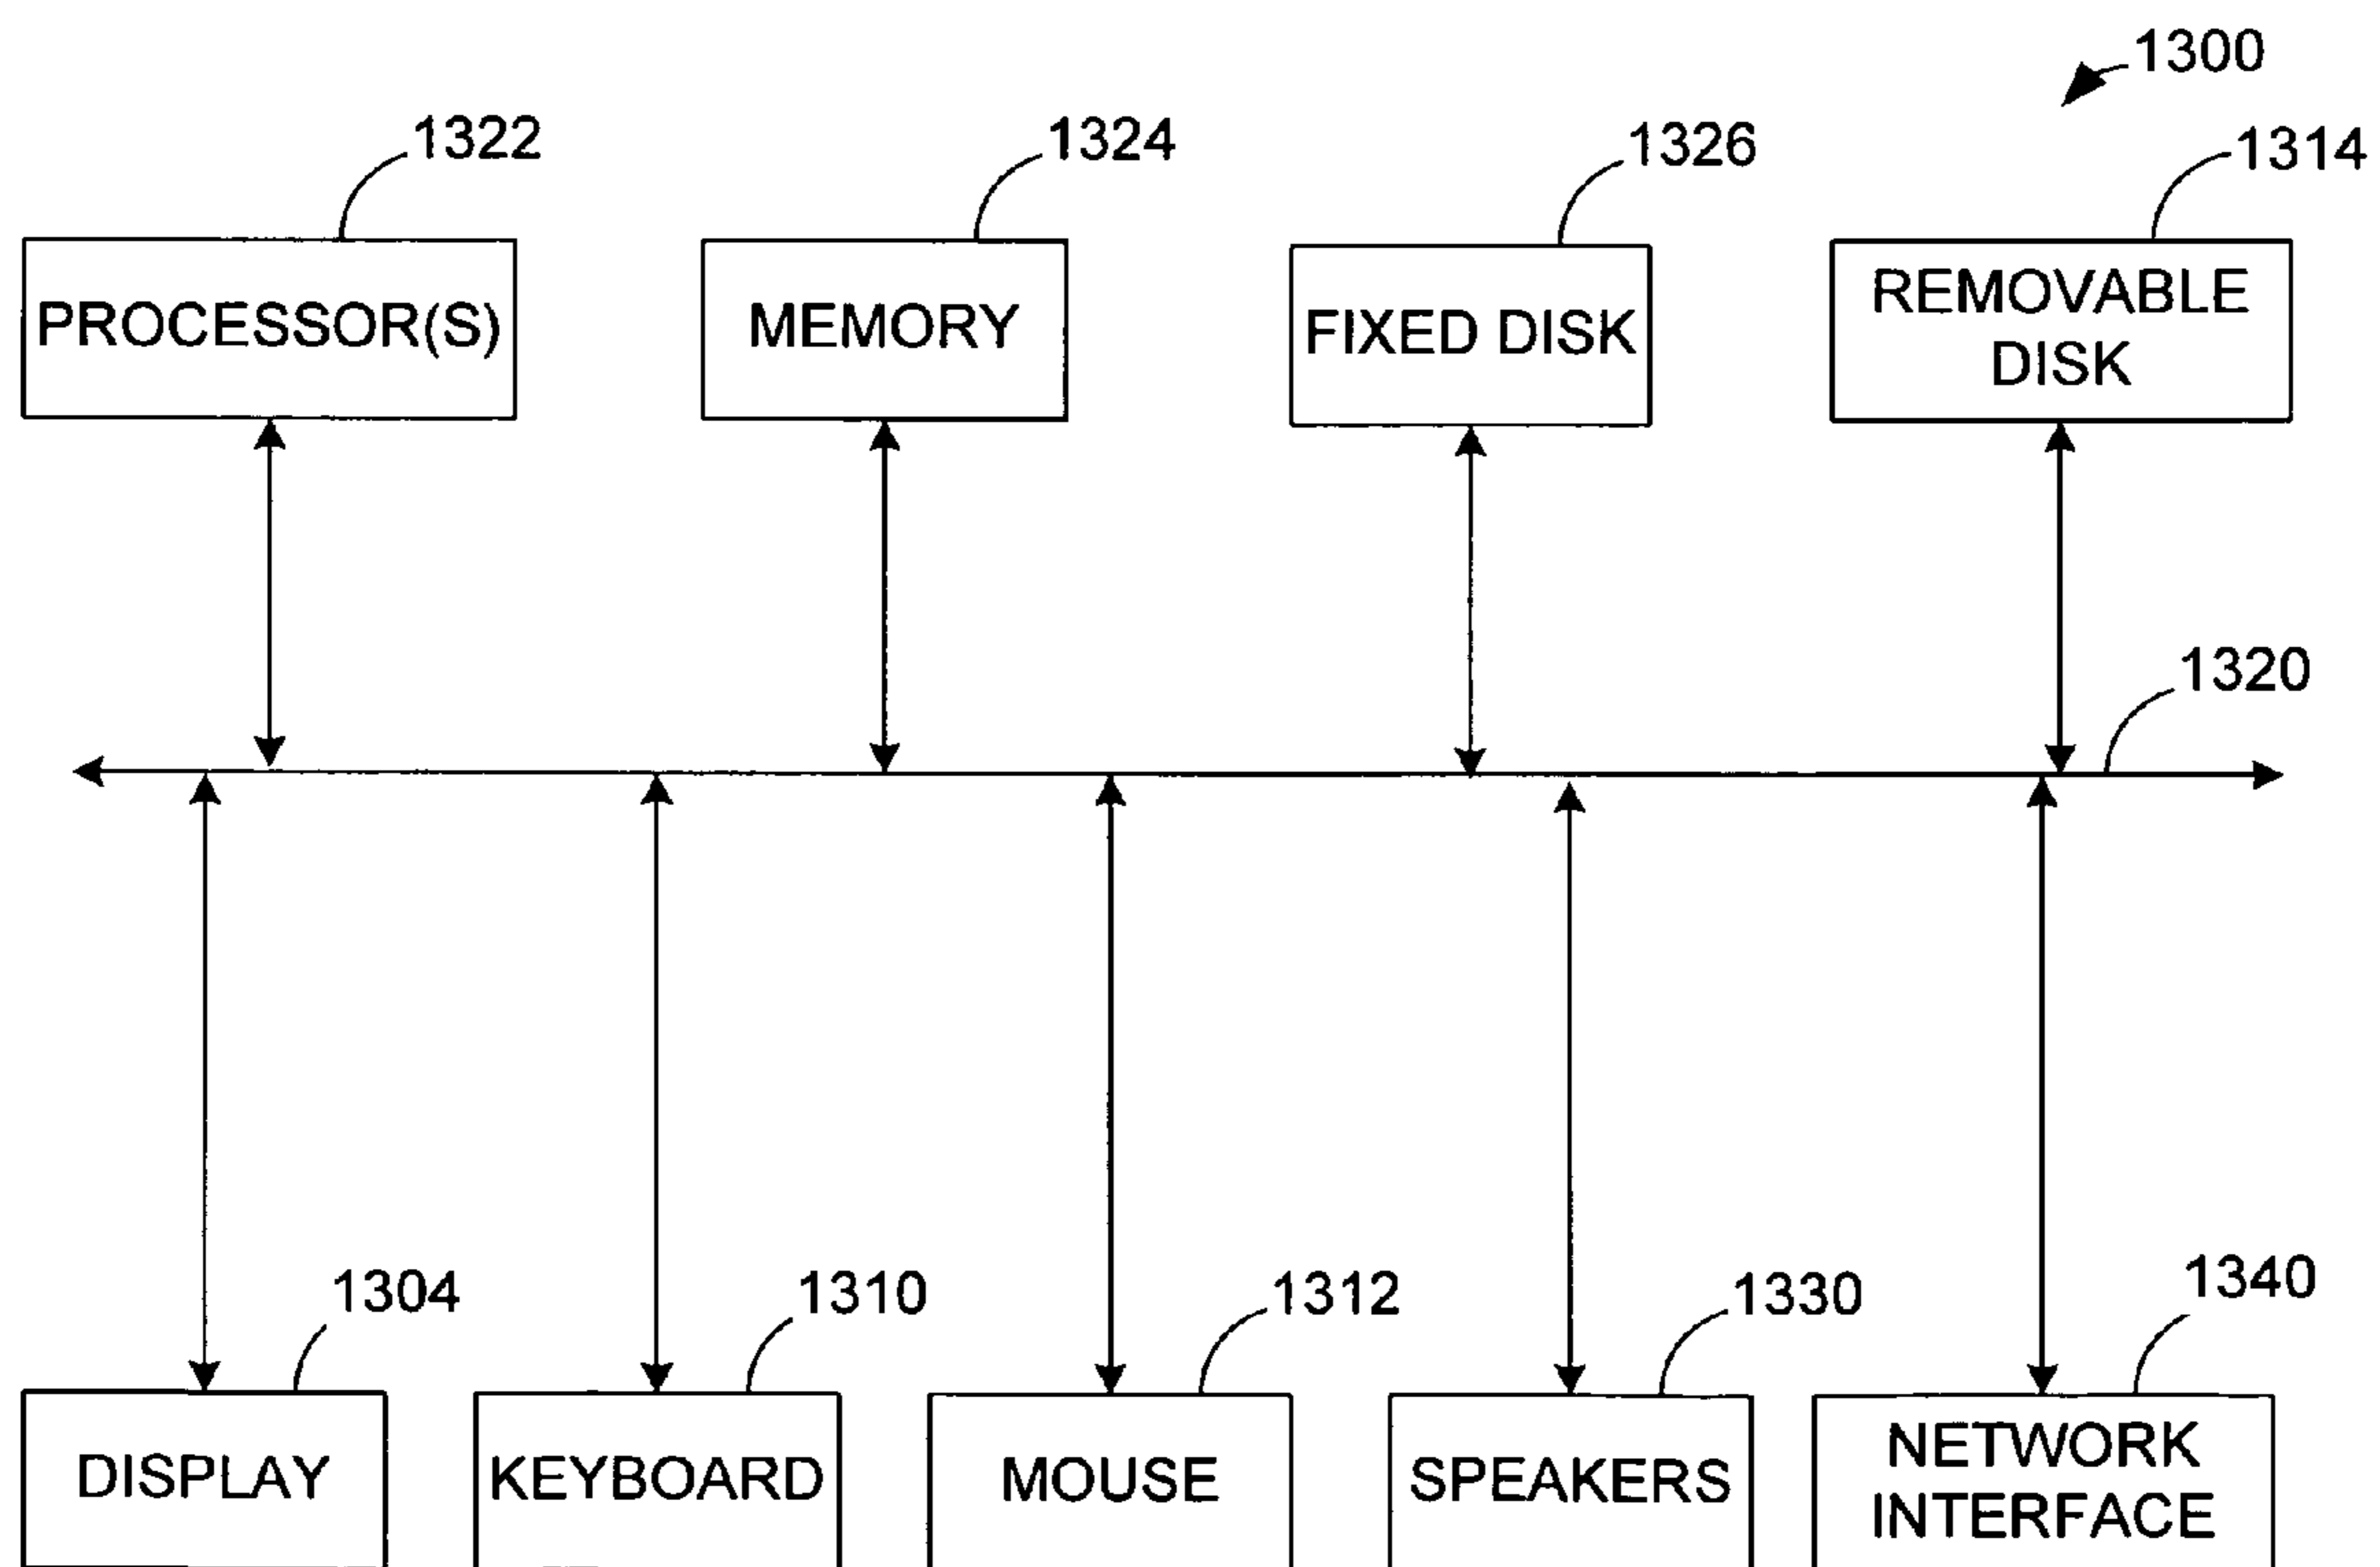 1300
1322
1324
1326
1314
PROCESSOR(S)
MEMORY
FIXED DISK
REMOVABLE
DISK
1320
1304
1310
1312
1330
1340
DISPLAY
KEYBOARD
MOUSE
SPEAKERS
NETWORK
INTERFACE